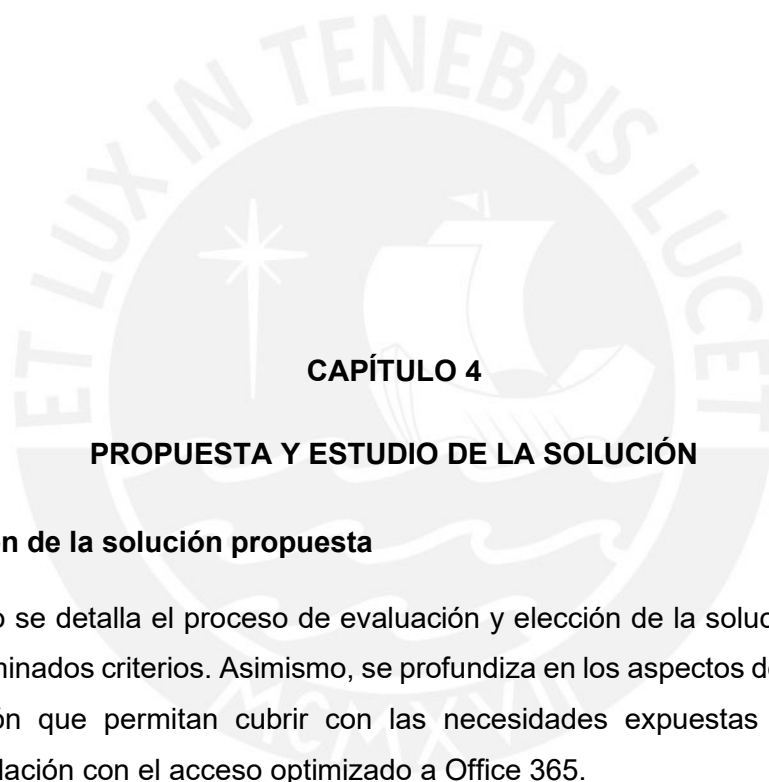 ET LUX IN TENEBRIS LUCET
CAPÍTULO 4
PROPUESTA Y ESTUDIO DE LA SOLUCIÓN
n de la solución propuesta
o se detalla el proceso de evaluación y elección de la soluc
minados criterios. Asimismo, se profundiza en los aspectos d
ón que permitan cubrir con las necesidades expuestas
lación con el acceso optimizado a Office 365.
MCMXVII